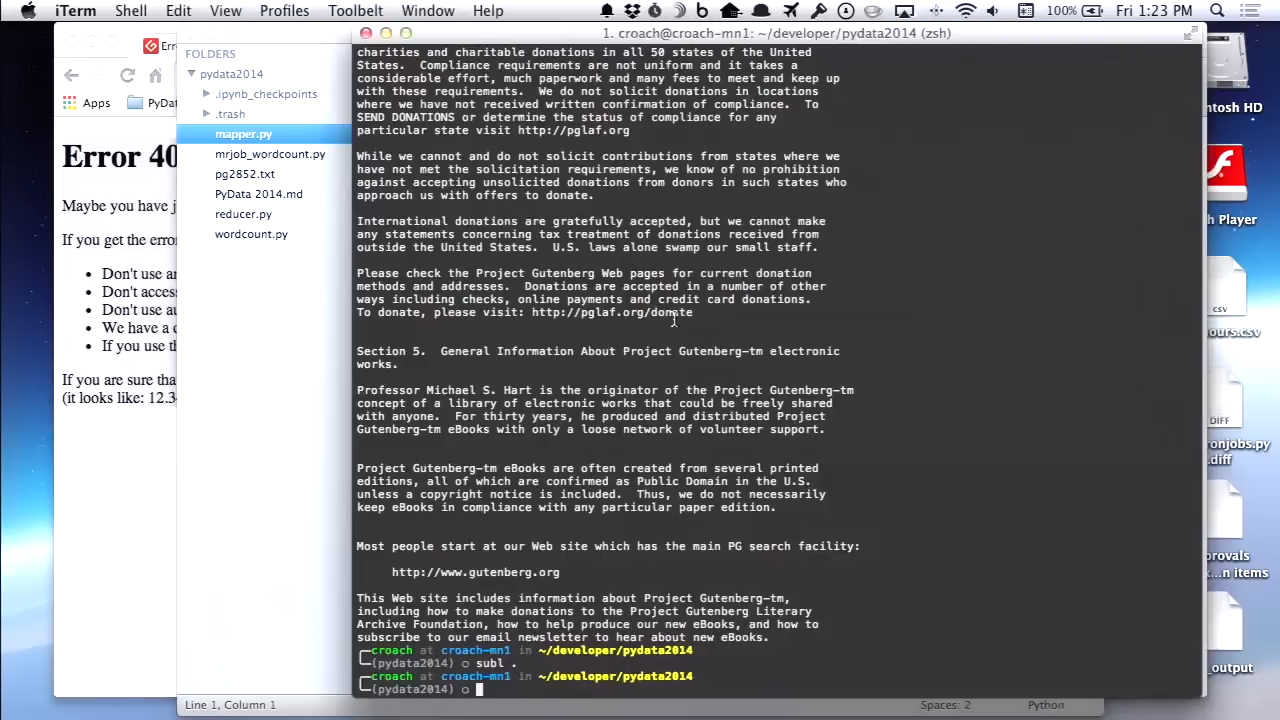 iTerm Shell Edit View Profiles Toolbelt Window Help 100% Fri 1:23 PM
1. croach@croach-mn1: ~/developer/pydata2014 (zsh)
Apps
Error 40
If you get the error
Don't use
Don't access
Don't use
We have a
If you use
If you are sure that
(it looks like: 12.3
FOLDERS
pydata2014
.ipynb_checkpoints
.trash
mapper.py
mrjob_wordcount.py
pg2852.txt
PyData 2014.md
reducer.py
wordcount.py
Line 1, Column 1
Spaces: 2
Python
charities and charitable donations in all 50 states of the United
States. Compliance requirements are not uniform and it takes a
considerable effort, much paperwork and many fees to meet and keep up
with these requirements. We do not solicit donations in locations
where we have not received written confirmation of compliance. To
SEND DONATIONS or determine the status of compliance for any
particular state visit http://pglaf.org
While we cannot and do not solicit contributions from states where we
have not met the solicitation requirements, we know of no prohibition
against accepting unsolicited donations from donors in such states who
approach us with offers to donate.
International donations are gratefully accepted, but we cannot make
any statements concerning tax treatment of donations received from
outside the United States. U.S. laws alone swamp our small staff.
Please check the Project Gutenberg Web pages for current donation
methods and addresses. Donations are accepted in a number of other
ways including checks, online payments and credit card donations.
To donate, please visit: http://pglaf.org/donate
Section 5. General Information About Project Gutenberg-tm electronic
works.
Professor Michael S. Hart is the originator of the Project Gutenberg-tm
concept of a library of electronic works that could be freely shared
with anyone. For thirty years, he produced and distributed Project
Gutenberg-tm eBooks with only a loose network of volunteer support.
Project Gutenberg-tm eBooks are often created from several printed
editions, all of which are confirmed as Public Domain in the U.S.
unless a copyright notice is included. Thus, we do not necessarily
keep eBooks in compliance with any particular paper edition.
Most people start at our Web site which has the main PG search facility:
http://www.gutenberg.org
This Web site includes information about Project Gutenberg-tm,
including how to make donations to the Project Gutenberg Literary
Archive Foundation, how to help produce our new eBooks, and how to
subscribe to our email newsletter to hear about new eBooks.
croach at croach-mn1 in ~/developer/pydata2014
(pydata2014) ○ subl .
croach at croach-mn1 in ~/developer/pydata2014
(pydata2014) ○
ntosh HD
h Player
csv
ours.csv
DIFF
ronjobs.py
.diff
rovals
k...n items
_output